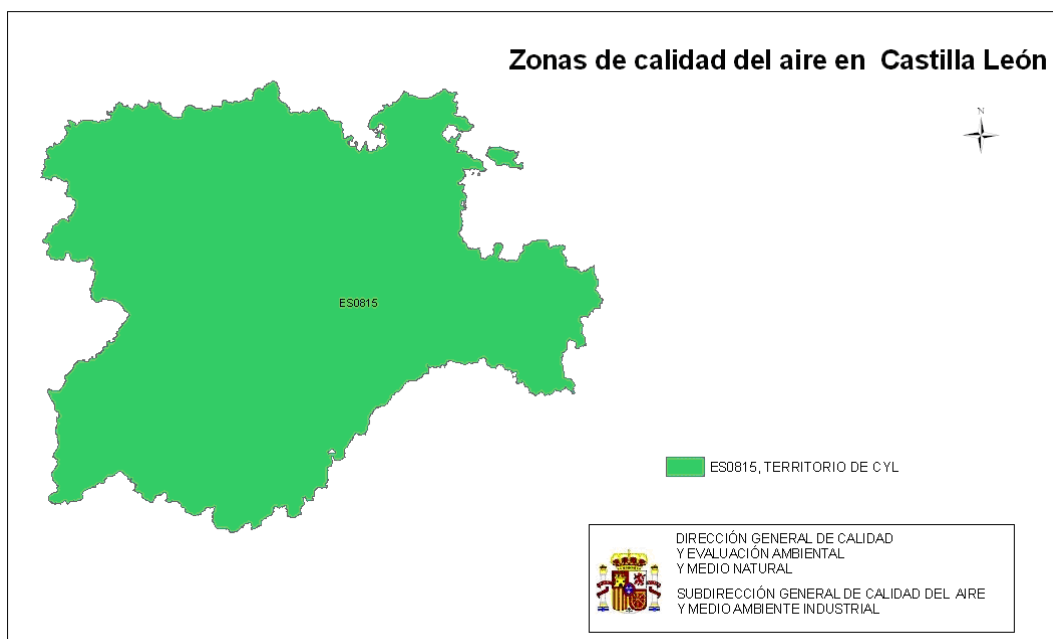 Zonas de calidad del aire en Castilla León
N
ES0815
ES0815, TERRITORIO DE CYL
DIRECCIÓN GENERAL DE CALIDAD
Y EVALUACIÓN AMBIENTAL
Y MEDIO NATURAL
SUBDIRECCIÓN GENERAL DE CALIDAD DEL AIRE
Y MEDIO AMBIENTE INDUSTRIAL